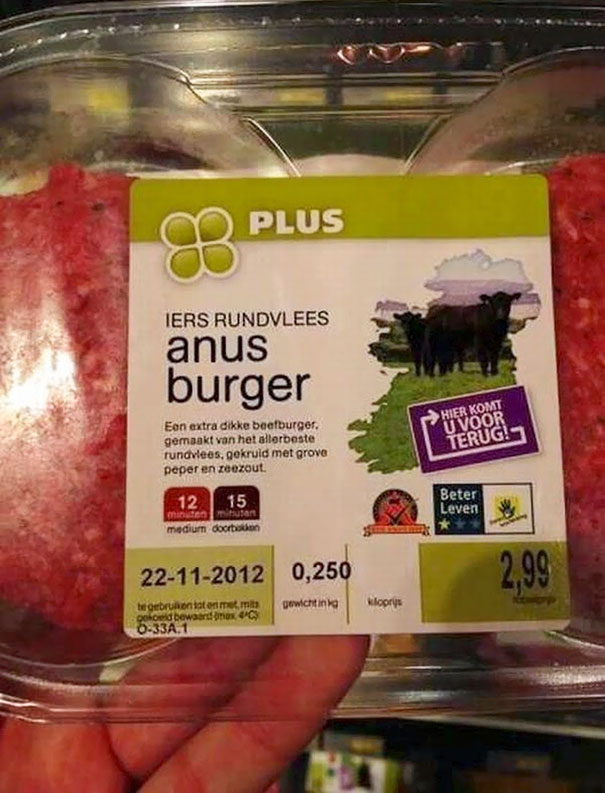 PLUS
IERS RUNDVLEES
anus
burger
Een extra dikke beefburger,
gemaakt van het allerbeste
rundvlees, gekruid met grove
peper en zeezout.
HIER KOMT
U VOOR
TERUG!
12 15
minuten minuten
medium doorbakken
Beter
Leven
22-11-2012 0,250 2,99
te gebruiken tot en met, mits gewicht in kg kiloprijs
gekoeld bewaard (max. 4°C):
O-33A.1